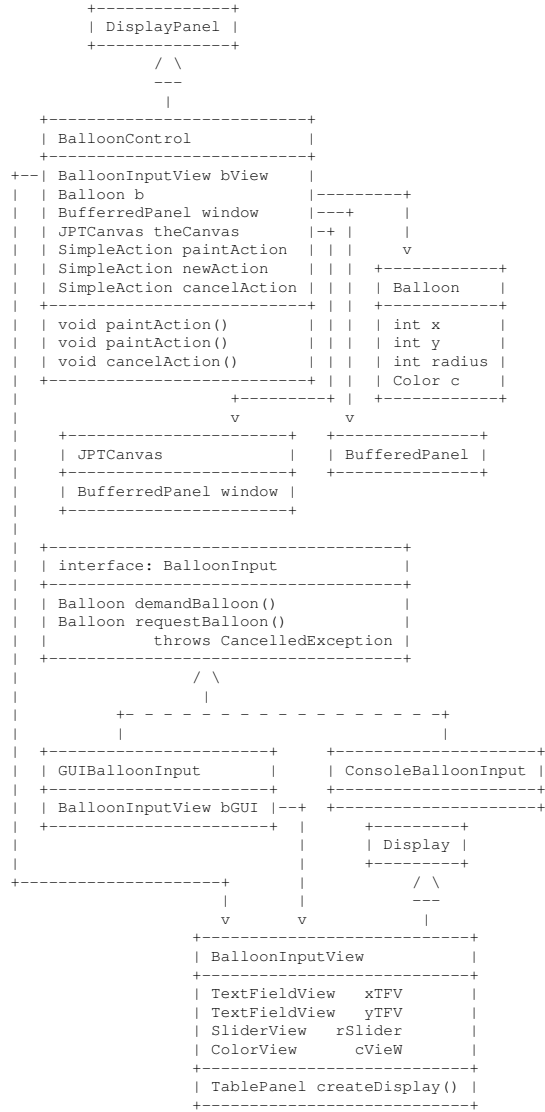 DisplayPanel
BalloonControl
BalloonInputView bView
Balloon b
BufferredPanel window
JPTCanvas theCanvas
SimpleAction paintAction
SimpleAction newAction
SimpleAction cancelAction
void paintAction()
void paintAction()
void cancelAction()
Balloon
int x
int y
int radius
Color c
JPTCanvas
BufferredPanel window
BufferedPanel
interface: BalloonInput
Balloon demandBalloon()
Balloon requestBalloon()
throws CancelledException
GUIBalloonInput
BalloonInputView bGUI
ConsoleBalloonInput
Display
BalloonInputView
TextFieldView xTFV
TextFieldView yTFV
SliderView rSlider
ColorView cVieW
TablePanel createDisplay()